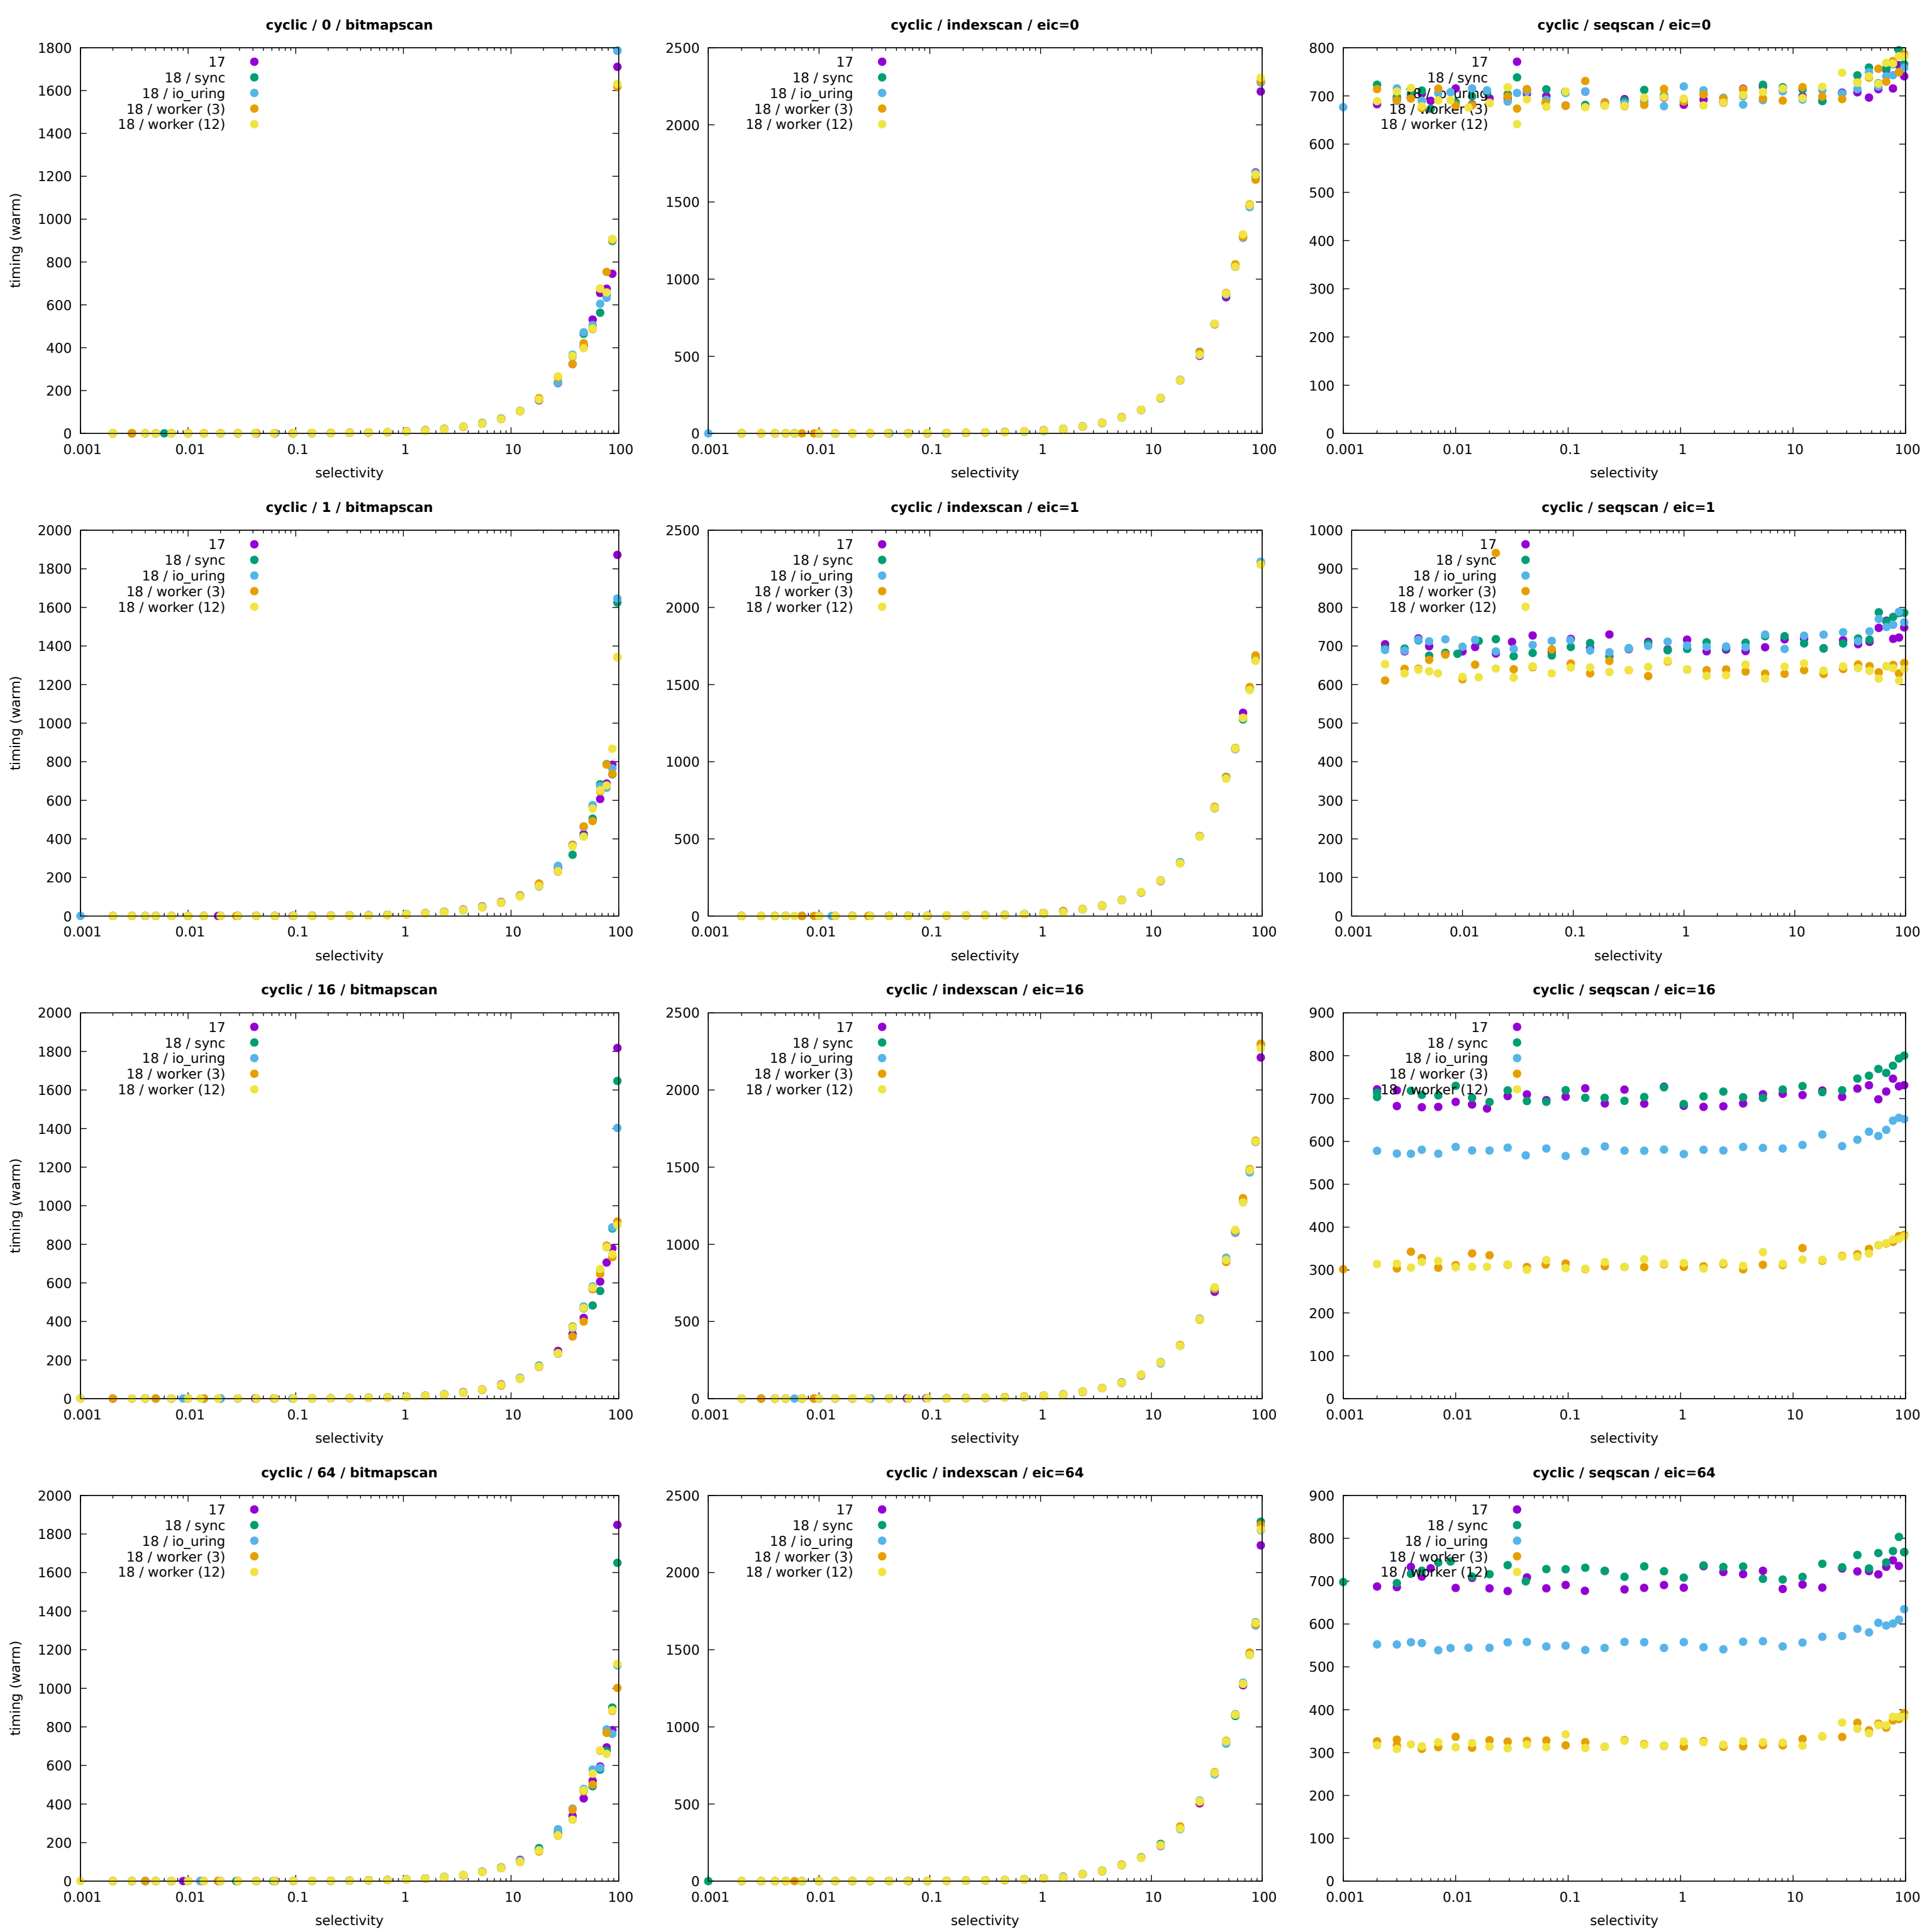 cyclic / 0 / bitmapscan
timing (warm)
1800
1600
1400
1200
1000
800
600
400
200
0
17
18 / sync
18 / io_uring
18 / worker (3)
18 / worker (12)
0.001 0.01 0.1 1 10 100
selectivity
cyclic / indexscan / eic=0
2500
2000
1500
1000
500
0
17
18 / sync
18 / io_uring
18 / worker (3)
18 / worker (12)
0.001 0.01 0.1 1 10 100
selectivity
cyclic / seqscan / eic=0
800
700
600
500
400
300
200
100
0
17
18 / sync
18 / io_uring
18 / worker (3)
18 / worker (12)
0.001 0.01 0.1 1 10 100
selectivity
cyclic / 1 / bitmapscan
timing (warm)
2000
1800
1600
1400
1200
1000
800
600
400
200
0
17
18 / sync
18 / io_uring
18 / worker (3)
18 / worker (12)
0.001 0.01 0.1 1 10 100
selectivity
cyclic / indexscan / eic=1
2500
2000
1500
1000
500
0
17
18 / sync
18 / io_uring
18 / worker (3)
18 / worker (12)
0.001 0.01 0.1 1 10 100
selectivity
cyclic / seqscan / eic=1
1000
900
800
700
600
500
400
300
200
100
0
17
18 / sync
18 / io_uring
18 / worker (3)
18 / worker (12)
0.001 0.01 0.1 1 10 100
selectivity
cyclic / 16 / bitmapscan
timing (warm)
2000
1800
1600
1400
1200
1000
800
600
400
200
0
17
18 / sync
18 / io_uring
18 / worker (3)
18 / worker (12)
0.001 0.01 0.1 1 10 100
selectivity
cyclic / indexscan / eic=16
2500
2000
1500
1000
500
0
17
18 / sync
18 / io_uring
18 / worker (3)
18 / worker (12)
0.001 0.01 0.1 1 10 100
selectivity
cyclic / seqscan / eic=16
900
800
700
600
500
400
300
200
100
0
17
18 / sync
18 / io_uring
18 / worker (3)
18 / worker (12)
0.001 0.01 0.1 1 10 100
selectivity
cyclic / 64 / bitmapscan
timing (warm)
2000
1800
1600
1400
1200
1000
800
600
400
200
0
17
18 / sync
18 / io_uring
18 / worker (3)
18 / worker (12)
0.001 0.01 0.1 1 10 100
selectivity
cyclic / indexscan / eic=64
2500
2000
1500
1000
500
0
17
18 / sync
18 / io_uring
18 / worker (3)
18 / worker (12)
0.001 0.01 0.1 1 10 100
selectivity
cyclic / seqscan / eic=64
900
800
700
600
500
400
300
200
100
0
17
18 / sync
18 / io_uring
18 / worker (3)
18 / worker (12)
0.001 0.01 0.1 1 10 100
selectivity